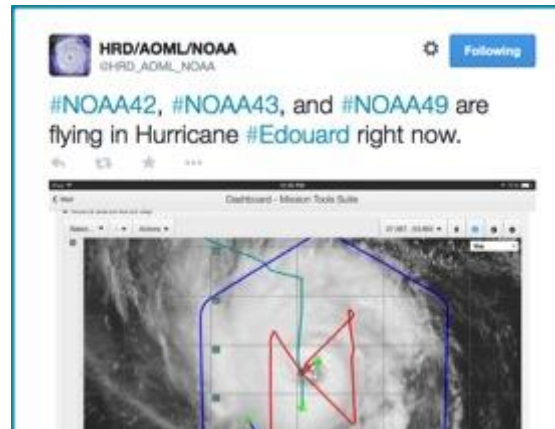 HRD/AOML/NOAA
@HRD_AOML_NOAA
Following
#NOAA42, #NOAA43, and #NOAA49 are
flying in Hurricane #Edouard right now.
Dashboard - Mission Tools Suite